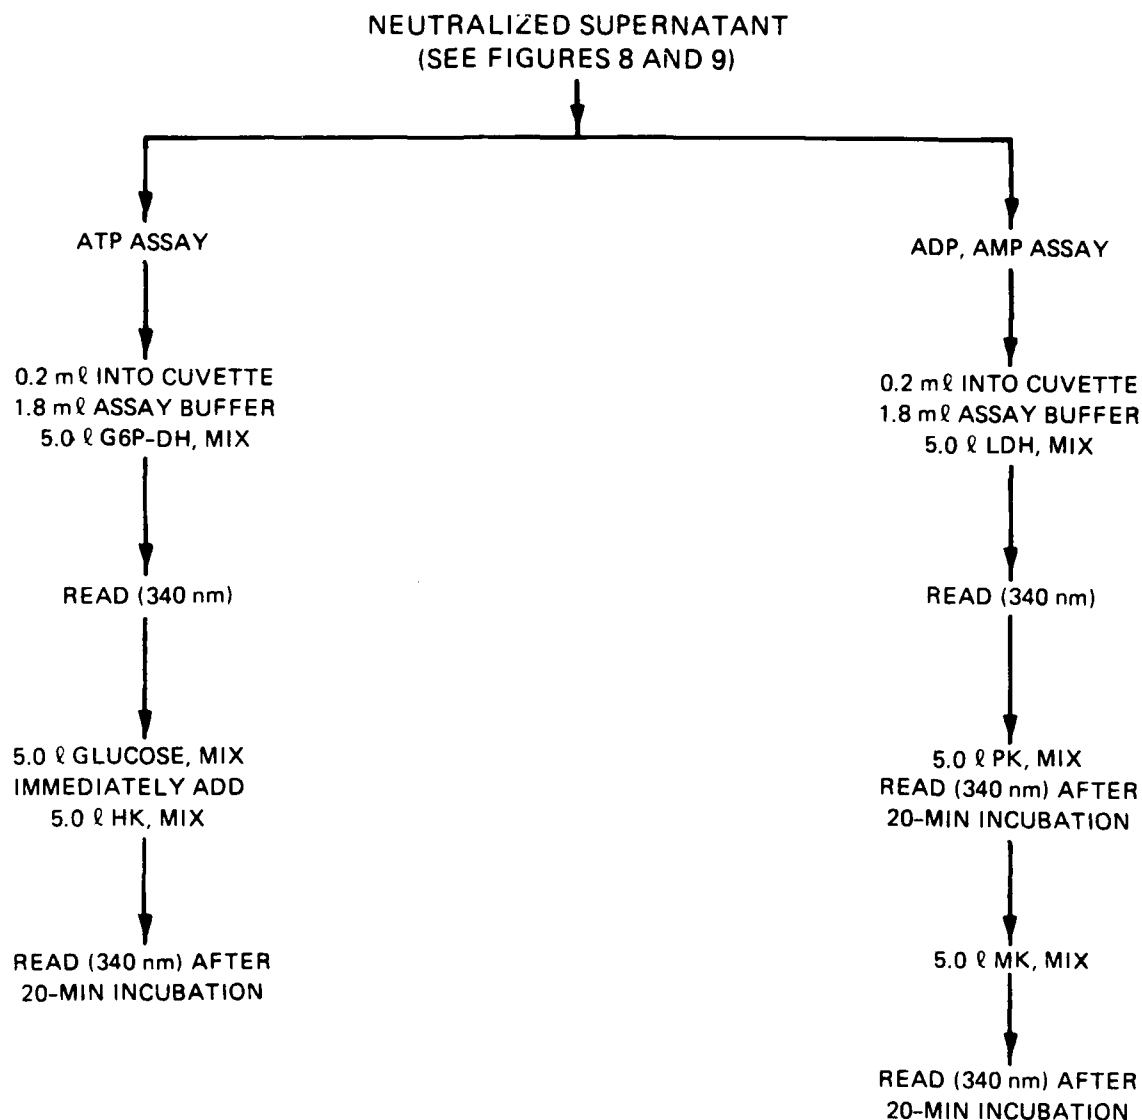 NEUTRALIZED SUPERNATANT
(SEE FIGURES 8 AND 9)
ATP ASSAY
0.2 mℓ INTO CUVETTE
1.8 mℓ ASSAY BUFFER
5.0 ℓ G6P-DH, MIX
READ (340 nm)
5.0 ℓ GLUCOSE, MIX
IMMEDIATELY ADD
5.0 ℓ HK, MIX
READ (340 nm) AFTER
20-MIN INCUBATION
ADP, AMP ASSAY
0.2 mℓ INTO CUVETTE
1.8 mℓ ASSAY BUFFER
5.0 ℓ LDH, MIX
READ (340 nm)
5.0 ℓ PK, MIX
READ (340 nm) AFTER
20-MIN INCUBATION
5.0 ℓ MK, MIX
READ (340 nm) AFTER
20-MIN INCUBATION